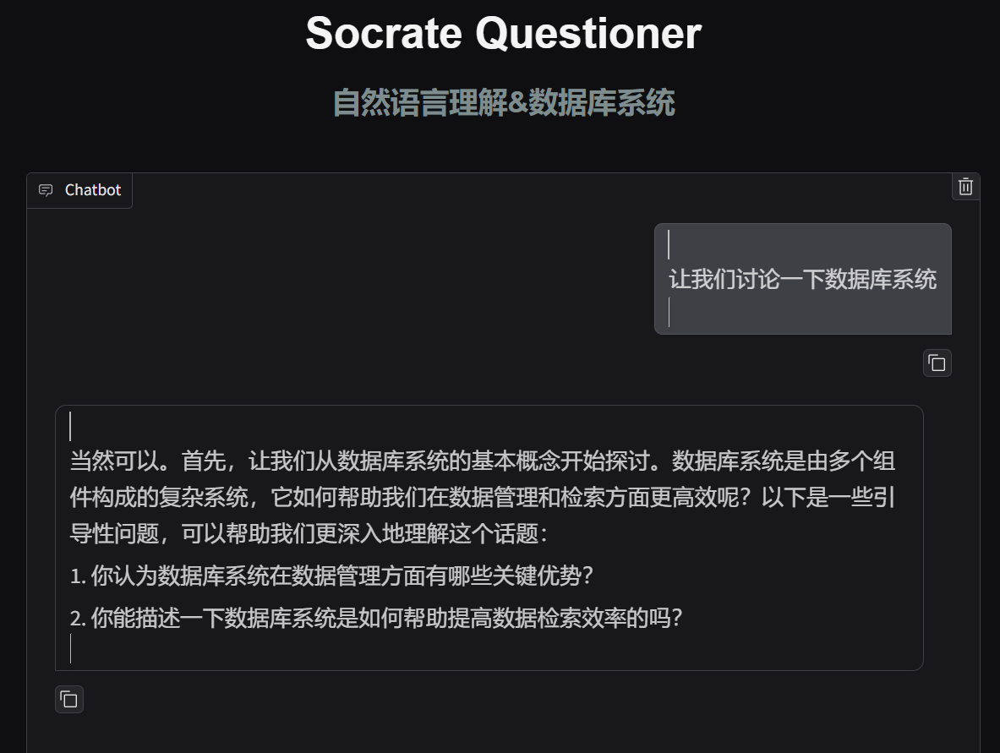 Socrate Questioner
自然语言理解&数据库系统
Chatbot
让我们讨论一下数据库系统
当然可以。首先，让我们从数据库系统的基本概念开始探讨。数据库系统是由多个组
件构成的复杂系统，它如何帮助我们在数据管理和检索方面更高效呢？以下是一些引
导性问题，可以帮助我们更深入地理解这个话题：
1. 你认为数据库系统在数据管理方面有哪些关键优势？
2. 你能描述一下数据库系统是如何帮助提高数据检索效率的吗？